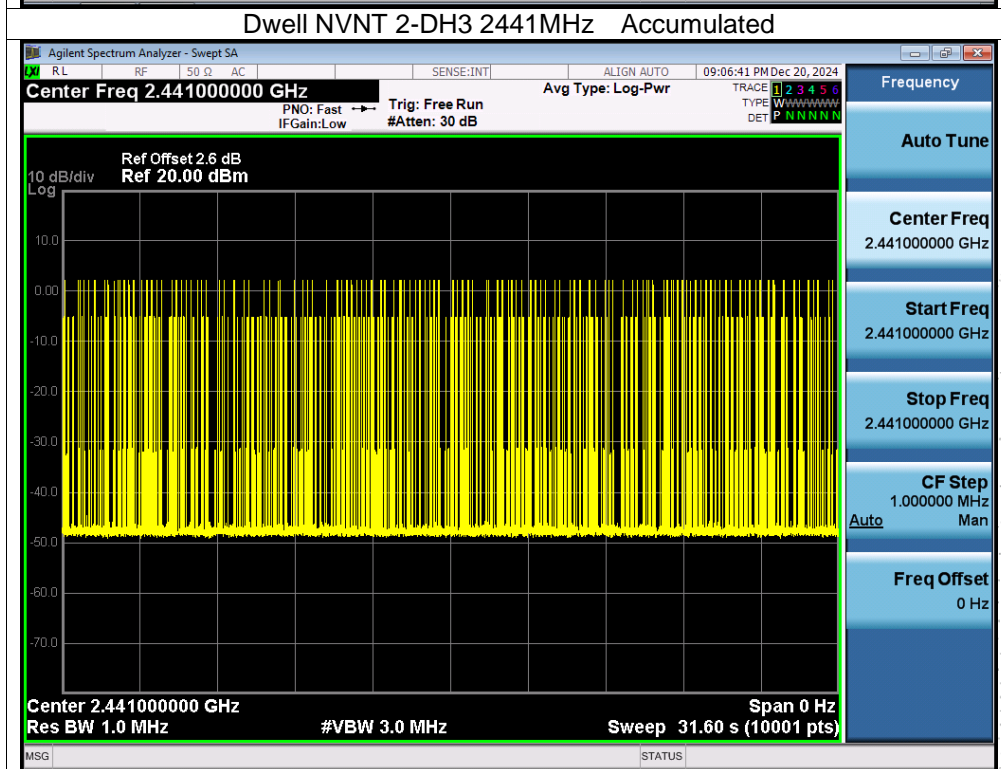 Dwell NVNT 2-DH3 2441MHz Accumulated
Agilent Spectrum Analyzer - Swept SA
LXI RL RF 50 Ω AC SENSE:INT ALIGN AUTO 09:06:41 PM Dec 20, 2024
Center Freq 2.441000000 GHz
PNO: Fast
IFGain:Low
Trig: Free Run
#Atten: 30 dB
Avg Type: Log-Pwr
TRACE 1 2 3 4 5 6
TYPE WWWWWWW
DET P N N N N N
Ref Offset 2.6 dB
10 dB/div Ref 20.00 dBm
Log
10.0
0.00
-10.0
-20.0
-30.0
-40.0
-50.0
-60.0
-70.0
Center 2.441000000 GHz Span 0 Hz
Res BW 1.0 MHz #VBW 3.0 MHz Sweep 31.60 s (10001 pts)
MSG STATUS
Frequency
Auto Tune
Center Freq
2.441000000 GHz
Start Freq
2.441000000 GHz
Stop Freq
2.441000000 GHz
CF Step
1.000000 MHz
Auto Man
Freq Offset
0 Hz